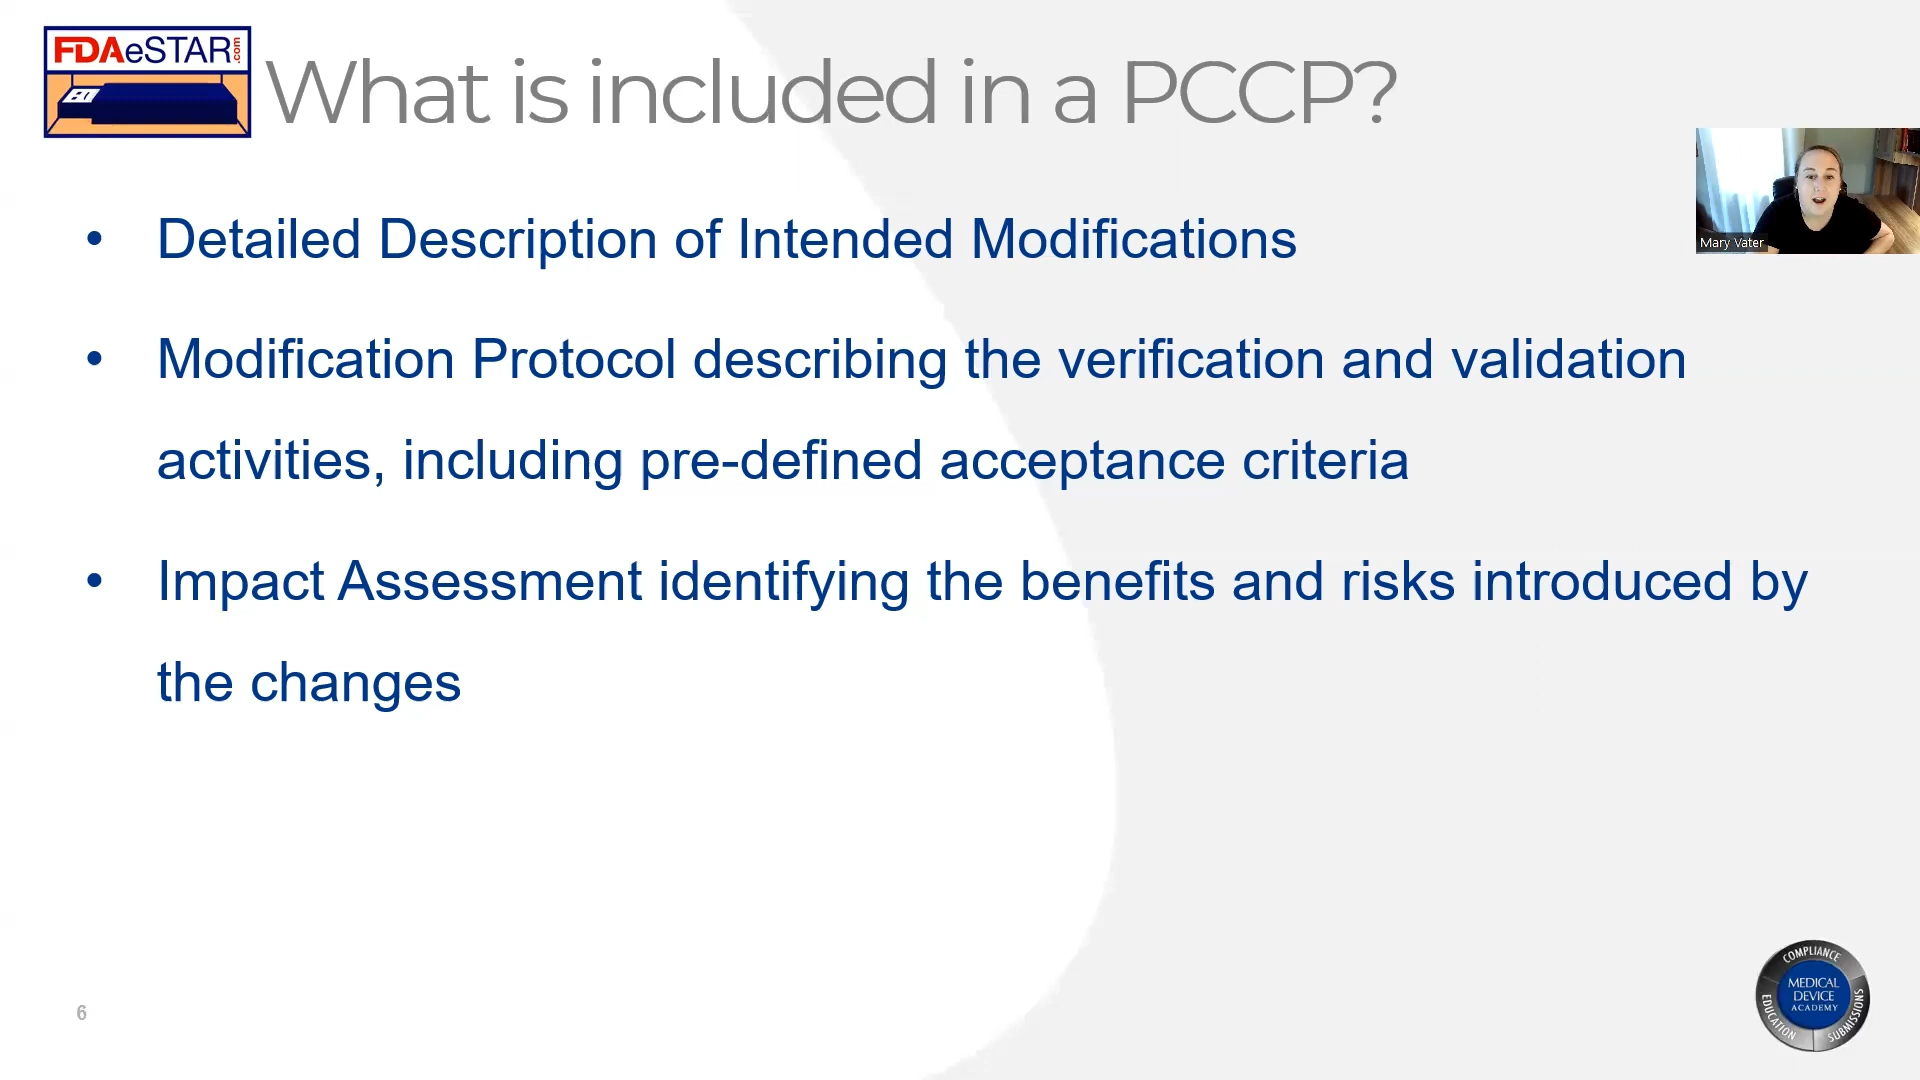 FDAeSTAR.com
What is included in a PCCP?
Mary Vater
• Detailed Description of Intended Modifications
• Modification Protocol describing the verification and validation
activities, including pre-defined acceptance criteria
• Impact Assessment identifying the benefits and risks introduced by
the changes
6
COMPLIANCE
MEDICAL
DEVICE
ACADEMY
EDUCATION
SUBMISSIONS